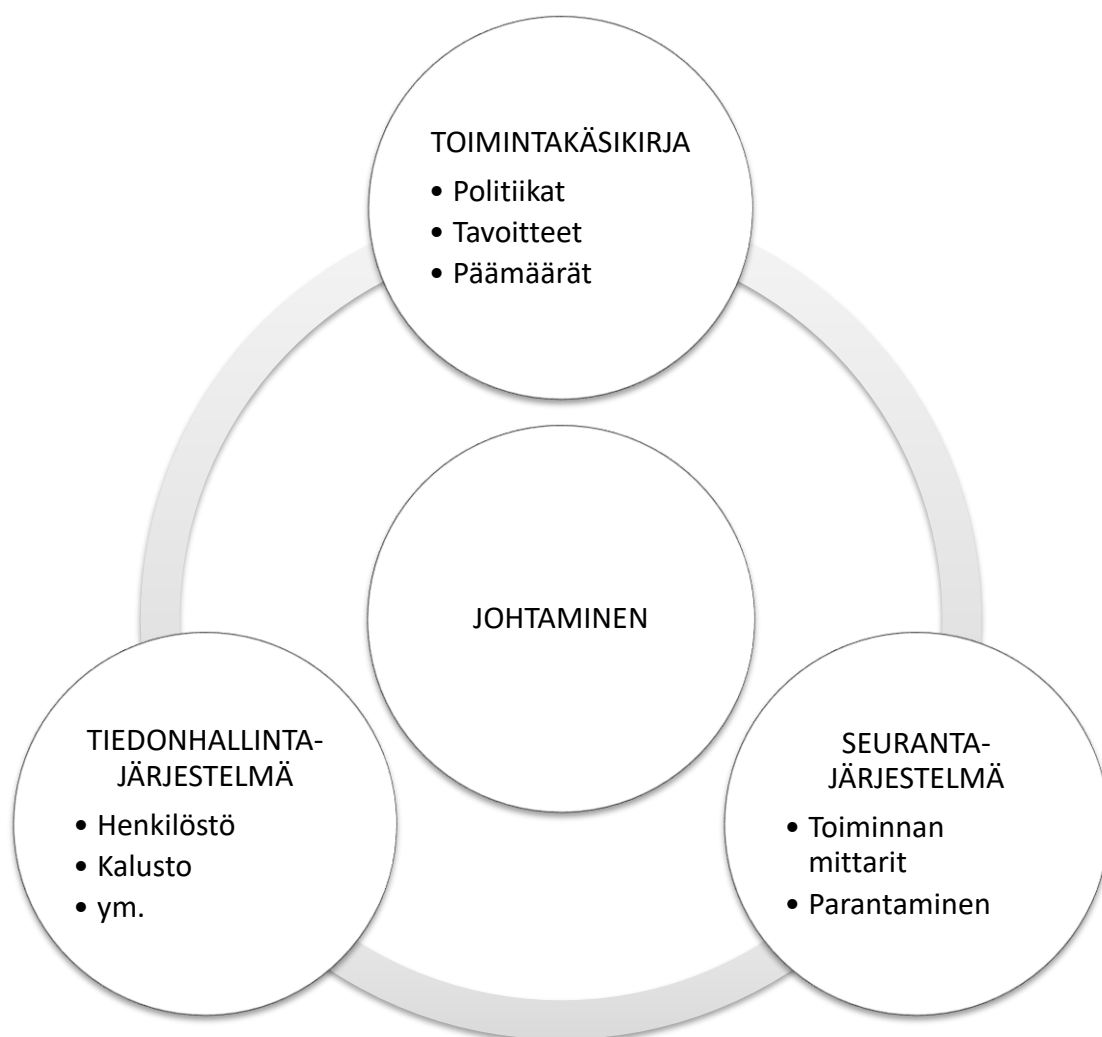 TOIMINTAKÄSIKIRJA
• Politiikat
• Tavoitteet
• Päämäärät
JOHTAMINEN
TIEDONHALLINTA-
JÄRJESTELMÄ
• Henkilöstö
• Kalusto
• ym.
SEURANTA-
JÄRJESTELMÄ
• Toiminnan
mittarit
• Parantaminen